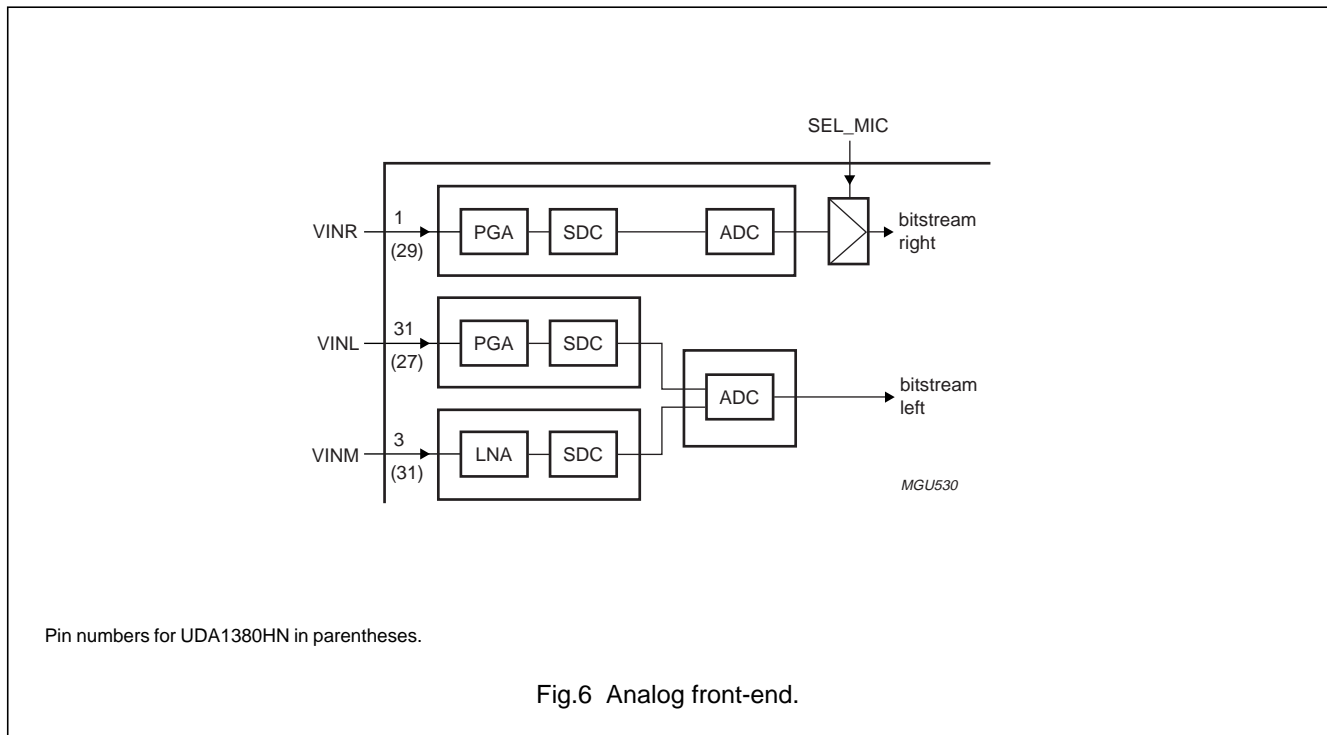 SEL_MIC
VINR
1
(29)
PGA
SDC
ADC
bitstream
right
VINL
31
(27)
PGA
SDC
ADC
bitstream
left
VINM
3
(31)
LNA
SDC
MGU530
Pin numbers for UDA1380HN in parentheses.
Fig.6 Analog front-end.